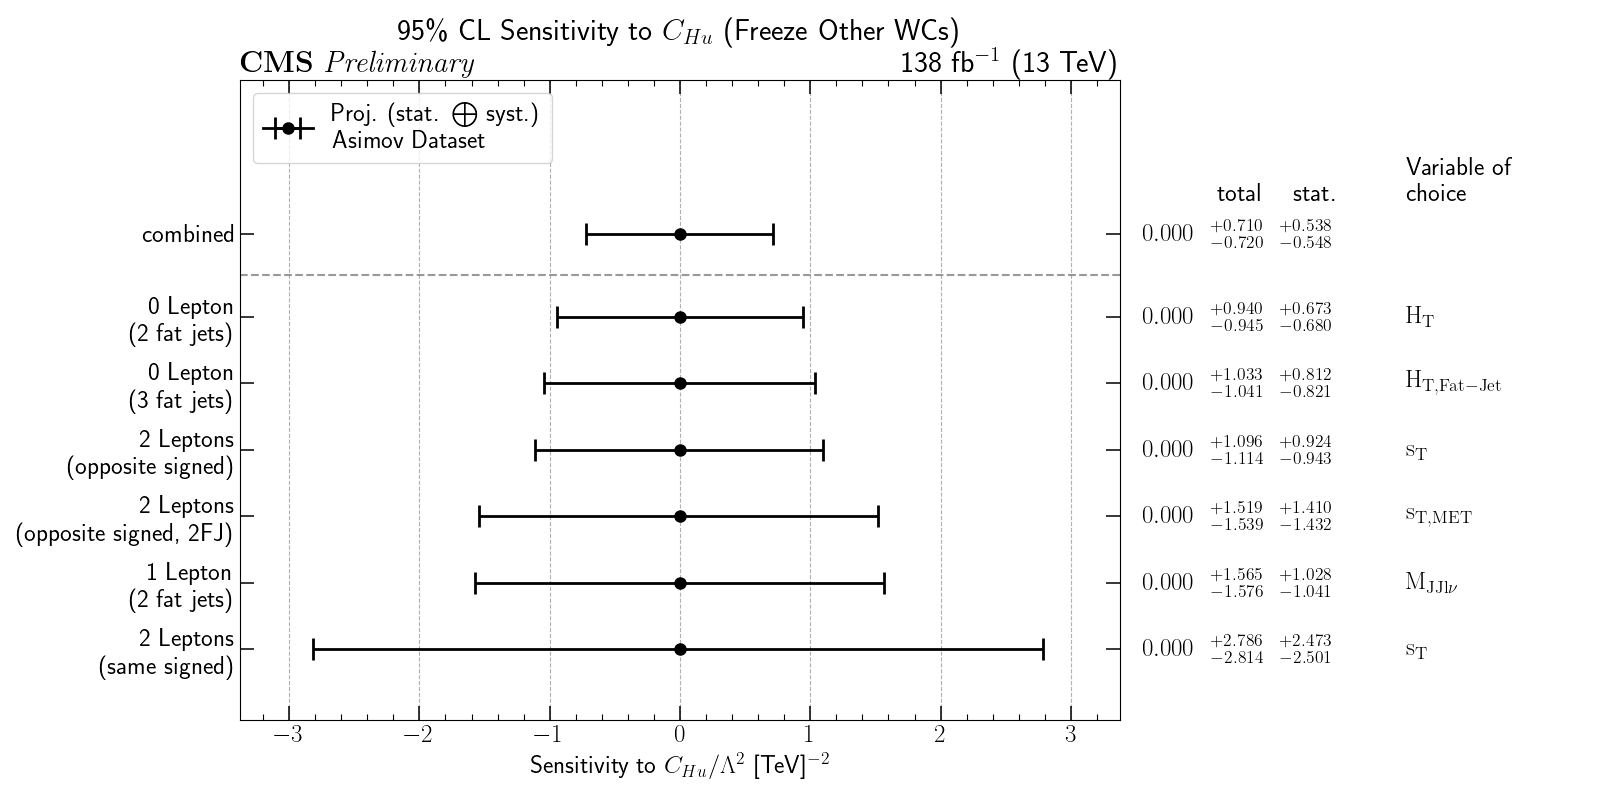 95% CL Sensitivity to C_{Hu} (Freeze Other WCs)
CMS Preliminary 138 fb^{−1} (13 TeV)
Proj. (stat. ⨁ syst.)
Asimov Dataset
Variable of
total stat. choice
combined 0.000 +0.710 −0.720 +0.538 −0.548
0 Lepton
(2 fat jets) 0.000 +0.940 −0.945 +0.673 −0.680 H_T
0 Lepton
(3 fat jets) 0.000 +1.033 −1.041 +0.812 −0.821 H_{T,Fat−Jet}
2 Leptons
(opposite signed) 0.000 +1.096 −1.114 +0.924 −0.943 s_T
2 Leptons
(opposite signed, 2FJ) 0.000 +1.519 −1.539 +1.410 −1.432 s_{T,MET}
1 Lepton
(2 fat jets) 0.000 +1.565 −1.576 +1.028 −1.041 M_{JJlν}
2 Leptons
(same signed) 0.000 +2.786 −2.814 +2.473 −2.501 s_T
−3 −2 −1 0 1 2 3
Sensitivity to C_{Hu}/Λ^2 [TeV]^{−2}